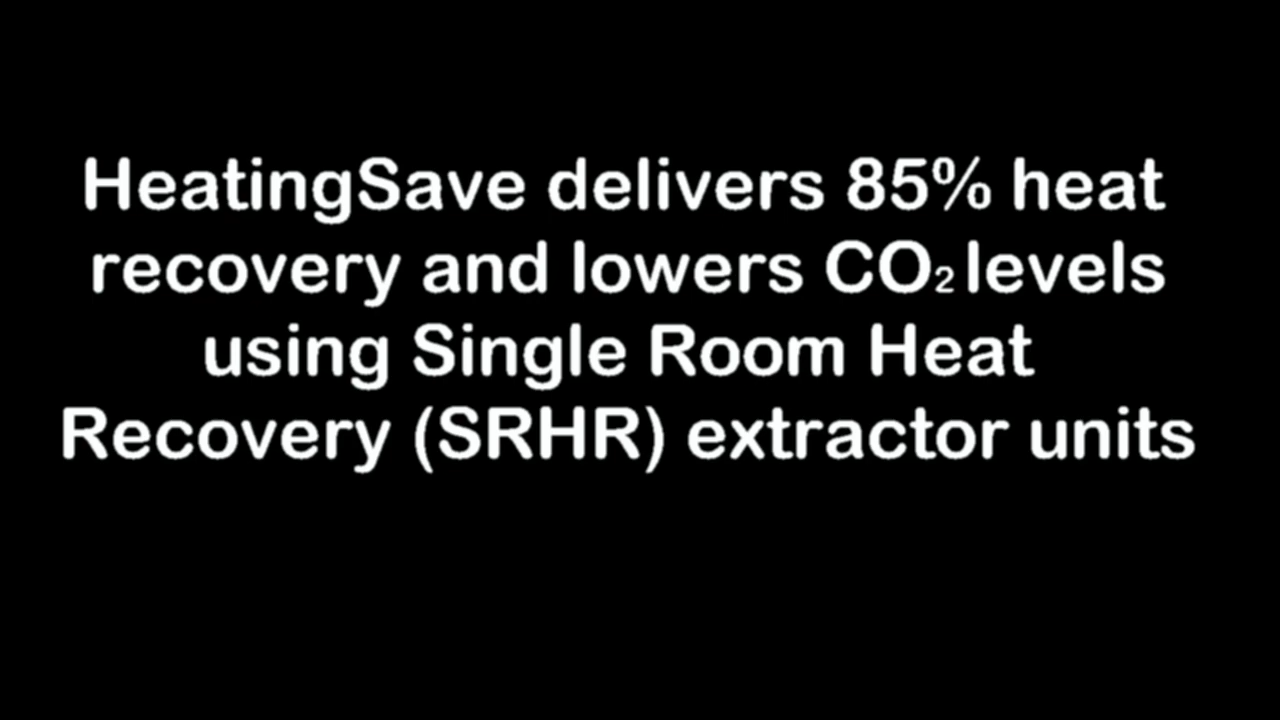 HeatingSave delivers 85% heat
recovery and lowers CO₂ levels
using Single Room Heat
Recovery (SRHR) extractor units